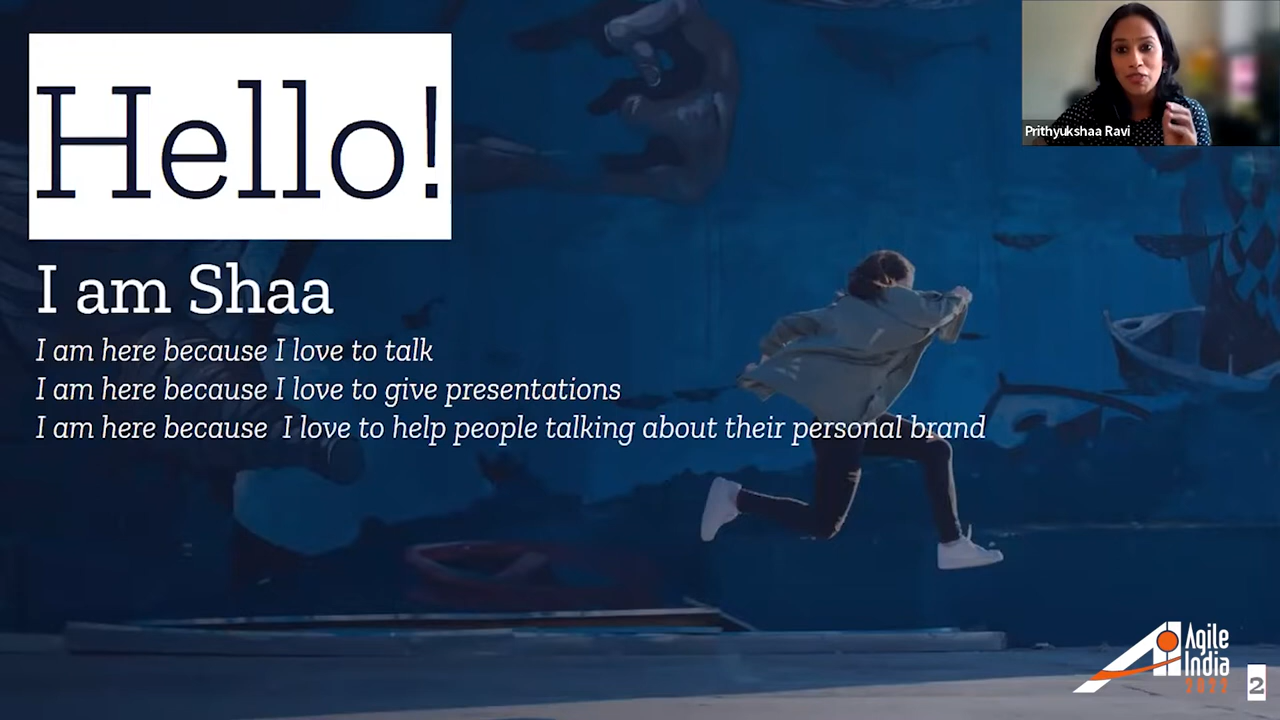 Hello!
Prithyukshaa Ravi
I am Shaa
I am here because I love to talk
I am here because I love to give presentations
I am here because  I love to help people talking about their personal brand
Agile
India
2022
2